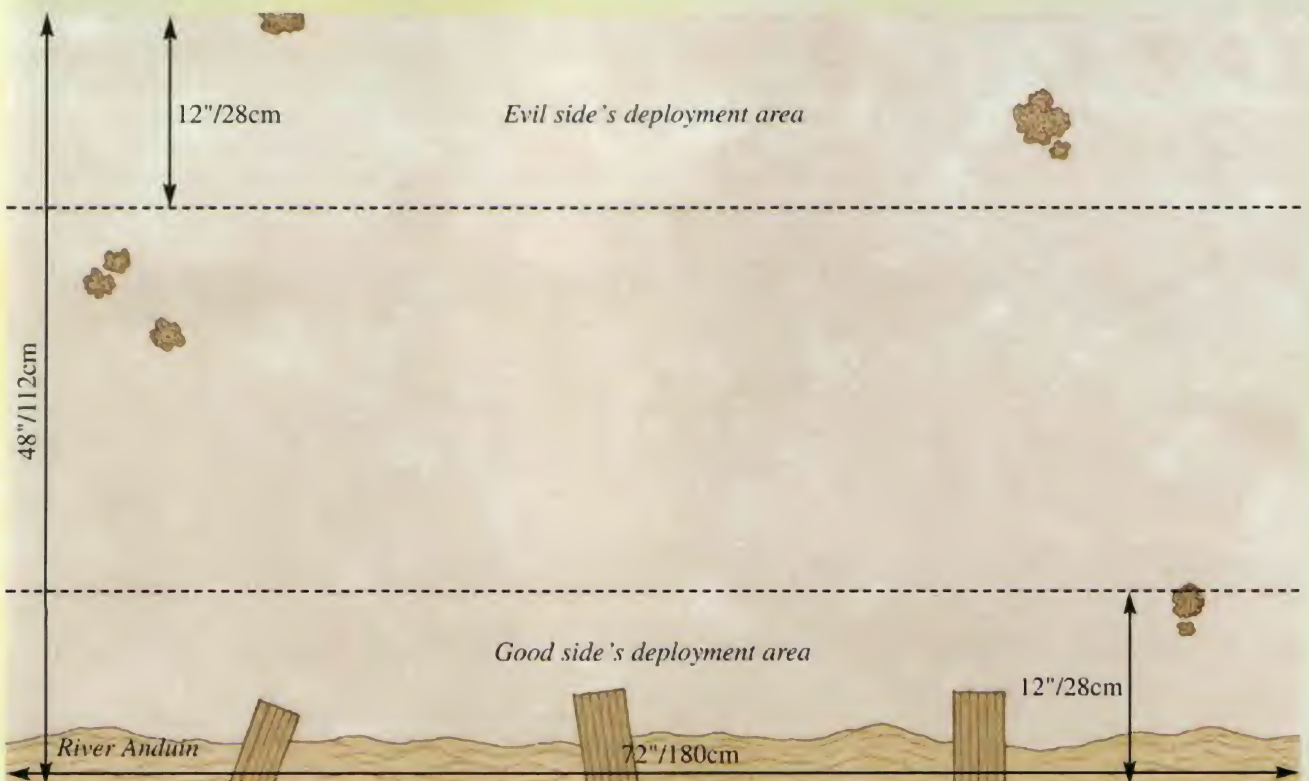 12"/28cm
Evil side's deployment area
48"/112cm
Good side's deployment area
12"/28cm
River Anduin
72"/180cm